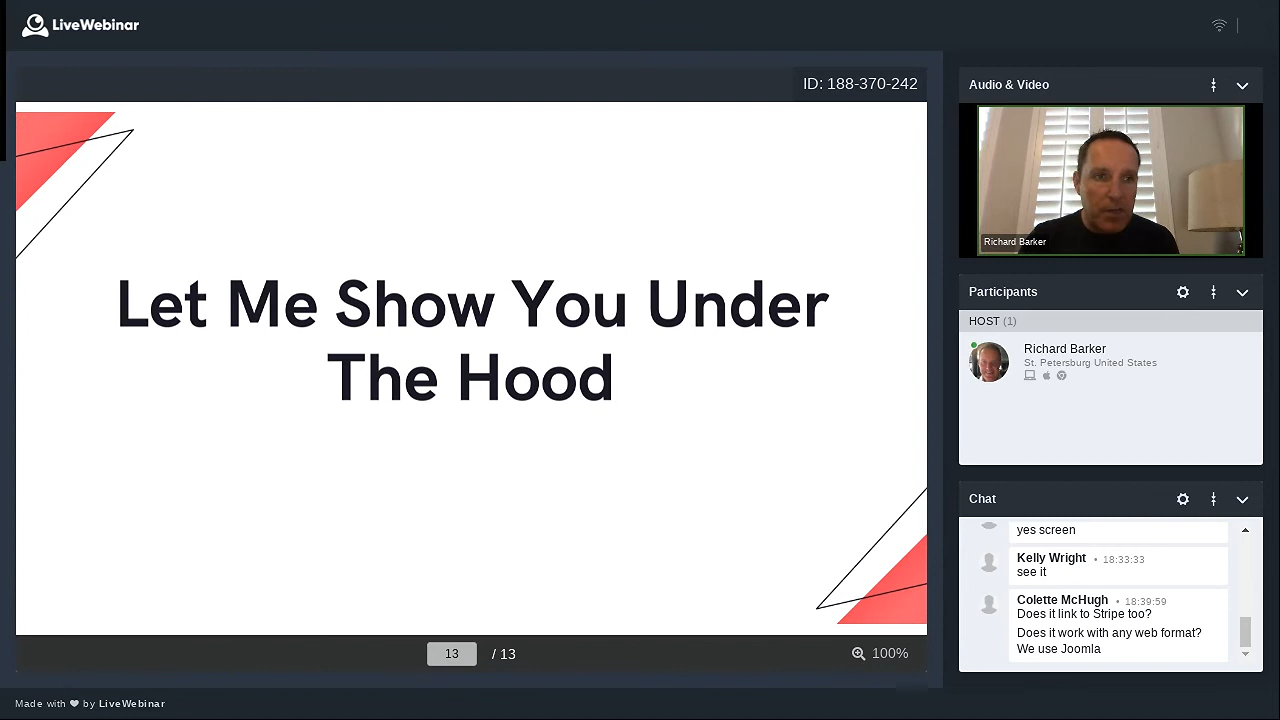 LiveWebinar
ID: 188-370-242
Let Me Show You Under
The Hood
13 / 13
100%
Made with by LiveWebinar
Audio & Video
Richard Barker
Participants
HOST (1)
Richard Barker
St. Petersburg United States
Chat
yes screen
Kelly Wright • 18:33:33
see it
Colette McHugh • 18:39:59
Does it link to Stripe too?
Does it work with any web format?
We use Joomla